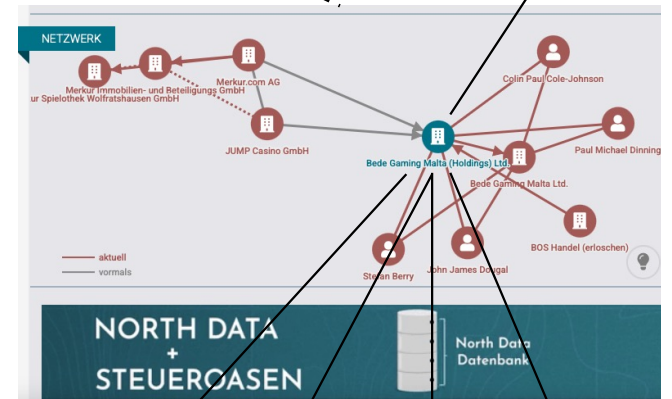 NETZWERK
Merkur.com AG
Merkur Immobilien- und Beteiligungs GmbH
ur Spielothek Wolfratshausen GmbH
JUMP Casino GmbH
Colin Paul Cole-Johnson
Paul Michael Dinning
Bede Gaming Malta (Holdings) Ltd.
Bede Gaming Malta Ltd.
BOS Handel (erloschen)
Stefan Berry
John James Dougal
aktuell
vormals
NORTH DATA
+
STEUEROASEN
North Data
Datenbank